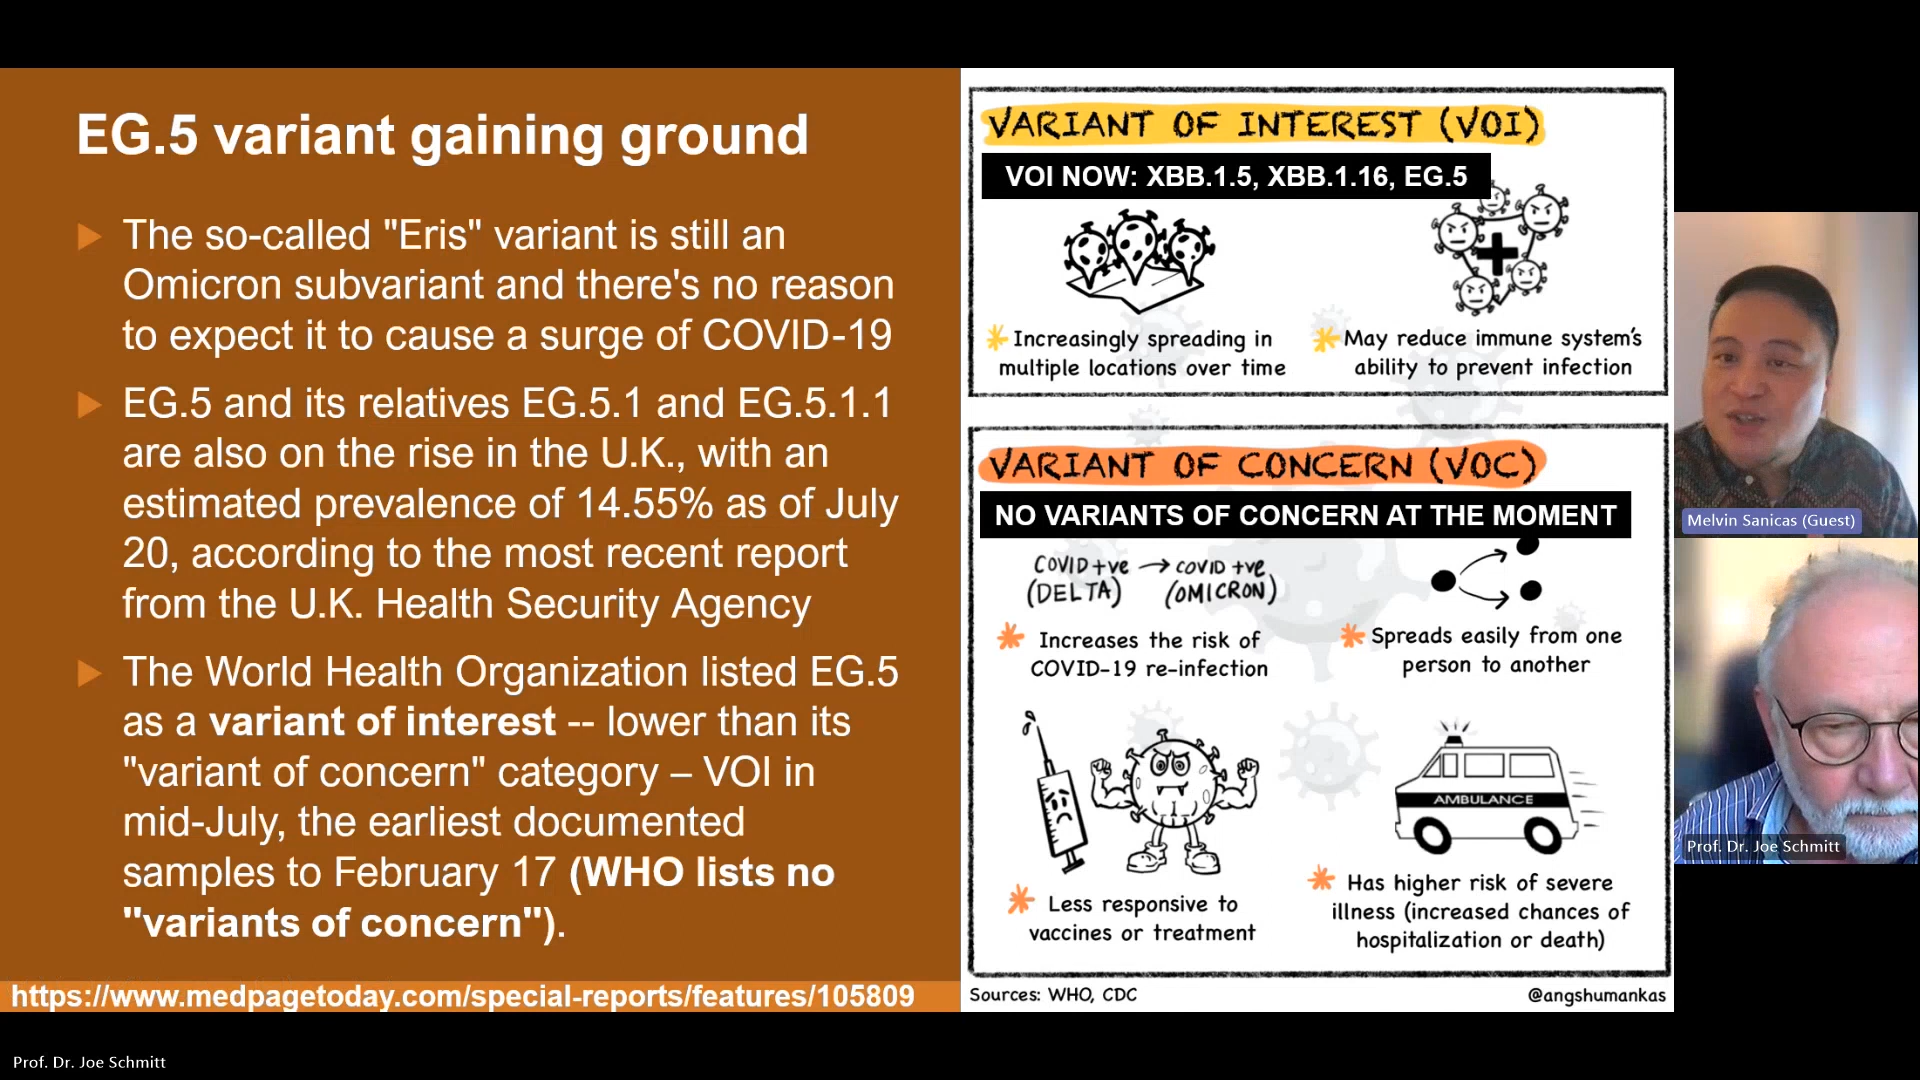 EG.5 variant gaining ground
The so-called "Eris" variant is still an
Omicron subvariant and there's no reason
to expect it to cause a surge of COVID-19
EG.5 and its relatives EG.5.1 and EG.5.1.1
are also on the rise in the U.K., with an
estimated prevalence of 14.55% as of July
20, according to the most recent report
from the U.K. Health Security Agency
The World Health Organization listed EG.5
as a variant of interest -- lower than its
"variant of concern" category – VOI in
mid-July, the earliest documented
samples to February 17 (WHO lists no
"variants of concern").
https://www.medpagetoday.com/special-reports/features/105809
VARIANT OF INTEREST (VOI)
VOI NOW: XBB.1.5, XBB.1.16, EG.5
Increasingly spreading in
multiple locations over time
May reduce immune system's
ability to prevent infection
VARIANT OF CONCERN (VOC)
NO VARIANTS OF CONCERN AT THE MOMENT
COVID +ve → COVID +ve
(DELTA) (OMICRON)
Increases the risk of
COVID-19 re-infection
Spreads easily from one
person to another
Less responsive to
vaccines or treatment
AMBULANCE
Has higher risk of severe
illness (increased chances of
hospitalization or death)
Sources: WHO, CDC
@angshumankas
Melvin Sanicas (Guest)
Prof. Dr. Joe Schmitt
Prof. Dr. Joe Schmitt